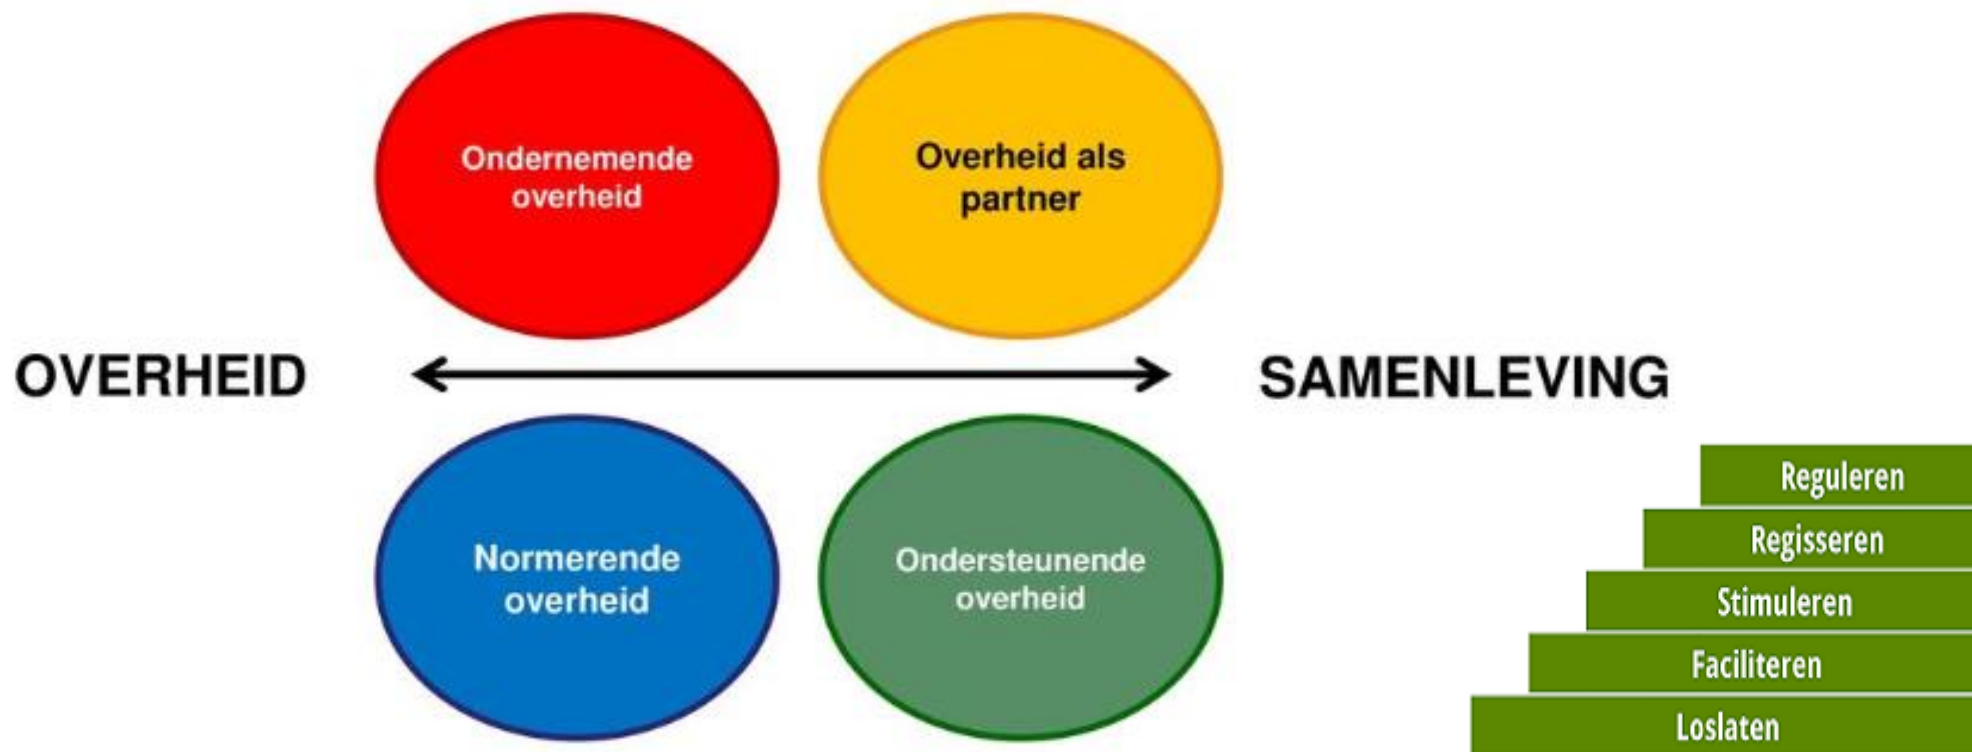 Ondernemende
overheid
Overheid als
partner
OVERHEID
SAMENLEVING
Normerende
overheid
Ondersteunende
overheid
Reguleren
Regisseren
Stimuleren
Faciliteren
Loslaten